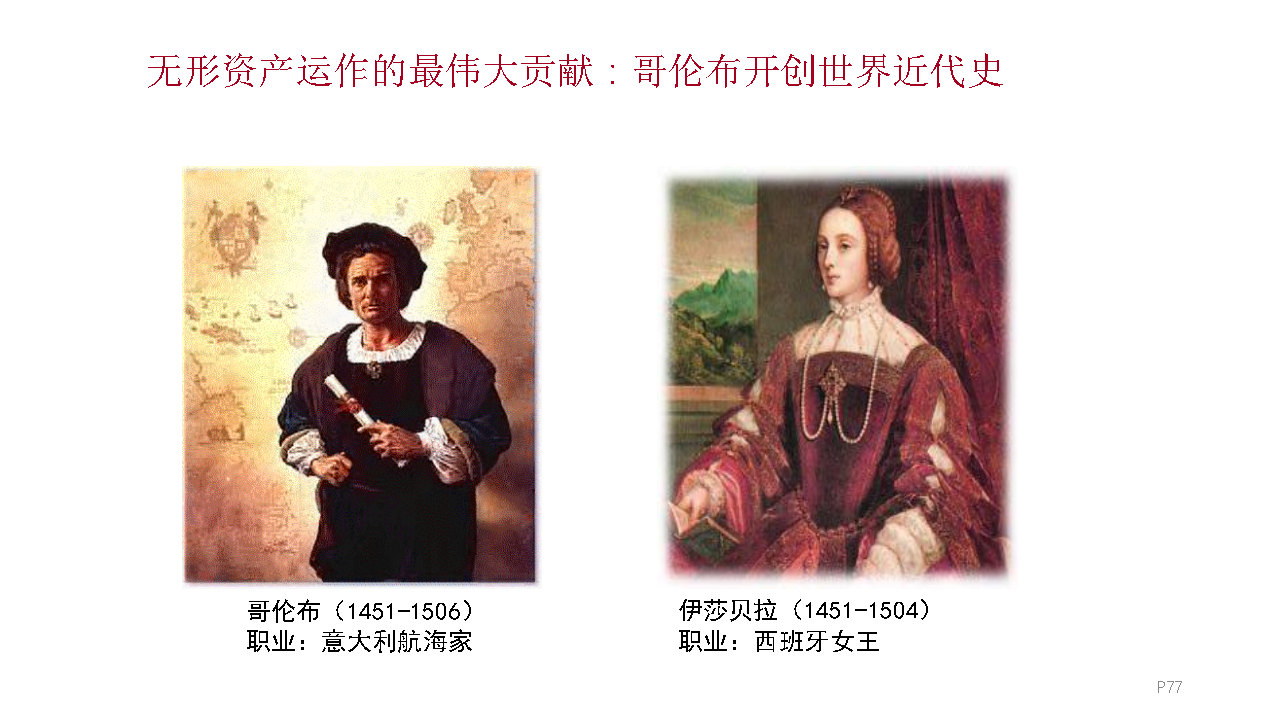 无形资产运作的最伟大贡献：哥伦布开创世界近代史
哥伦布（1451-1506）
职业：意大利航海家
伊莎贝拉（1451-1504）
职业：西班牙女王
P77